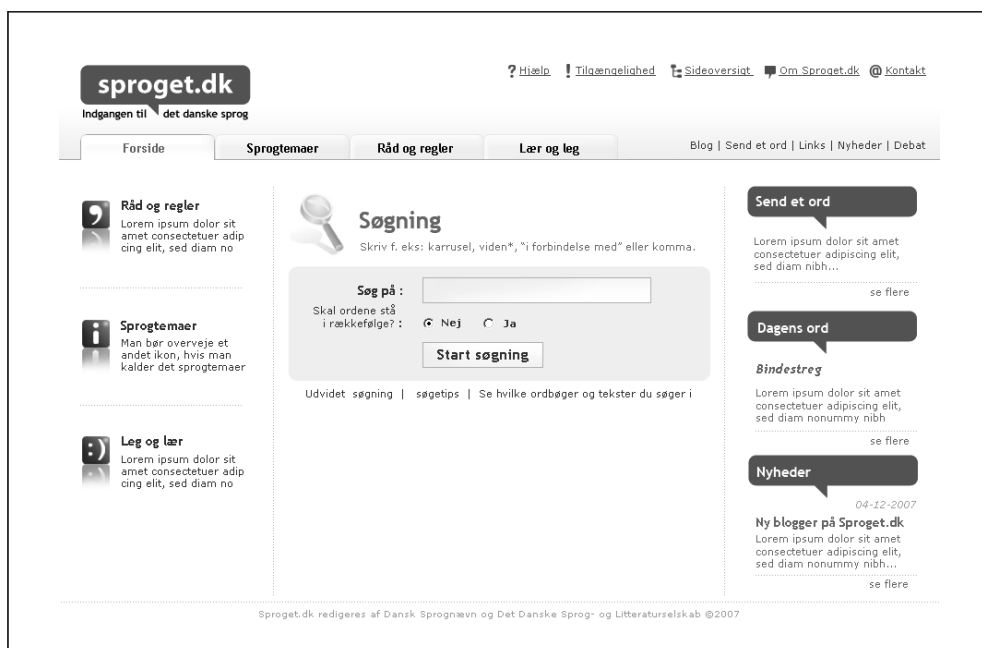 ? Hjælp ! Tilgængelighed Sideoversigt Om Sproget.dk @ Kontakt
sproget.dk
Indgangen til det danske sprog
Forside Sprogtemaer Råd og regler Lær og leg
Blog | Send et ord | Links | Nyheder | Debat
Råd og regler
Lorem ipsum dolor sit
amet consectetuer adip
cing elit, sed diam no
Sprogtemaer
Man bør overveje et
andet ikon, hvis man
kalder det sprogtemaer
Leg og lær
Lorem ipsum dolor sit
amet consectetuer adip
cing elit, sed diam no
Søgning
Skriv f. eks: karrusel, viden*, "i forbindelse med" eller komma.
Søg på :
Skal ordene stå
i rækkefølge? : Nej Ja
Start søgning
Udvidet søgning | søgetips | Se hvilke ordbøger og tekster du søger i
Send et ord
Lorem ipsum dolor sit amet
consectetuer adipiscing elit,
sed diam nibh...
se flere
Dagens ord
Bindestreg
Lorem ipsum dolor sit amet
consectetuer adipiscing elit,
sed diam nonummy nibh
se flere
Nyheder
04-12-2007
Ny blogger på Sproget.dk
Lorem ipsum dolor sit amet
consectetuer adipiscing elit,
sed diam nonummy nibh...
se flere
Sproget.dk redigeres af Dansk Sprognævn og Det Danske Sprog- og Litteraturselskab ©2007